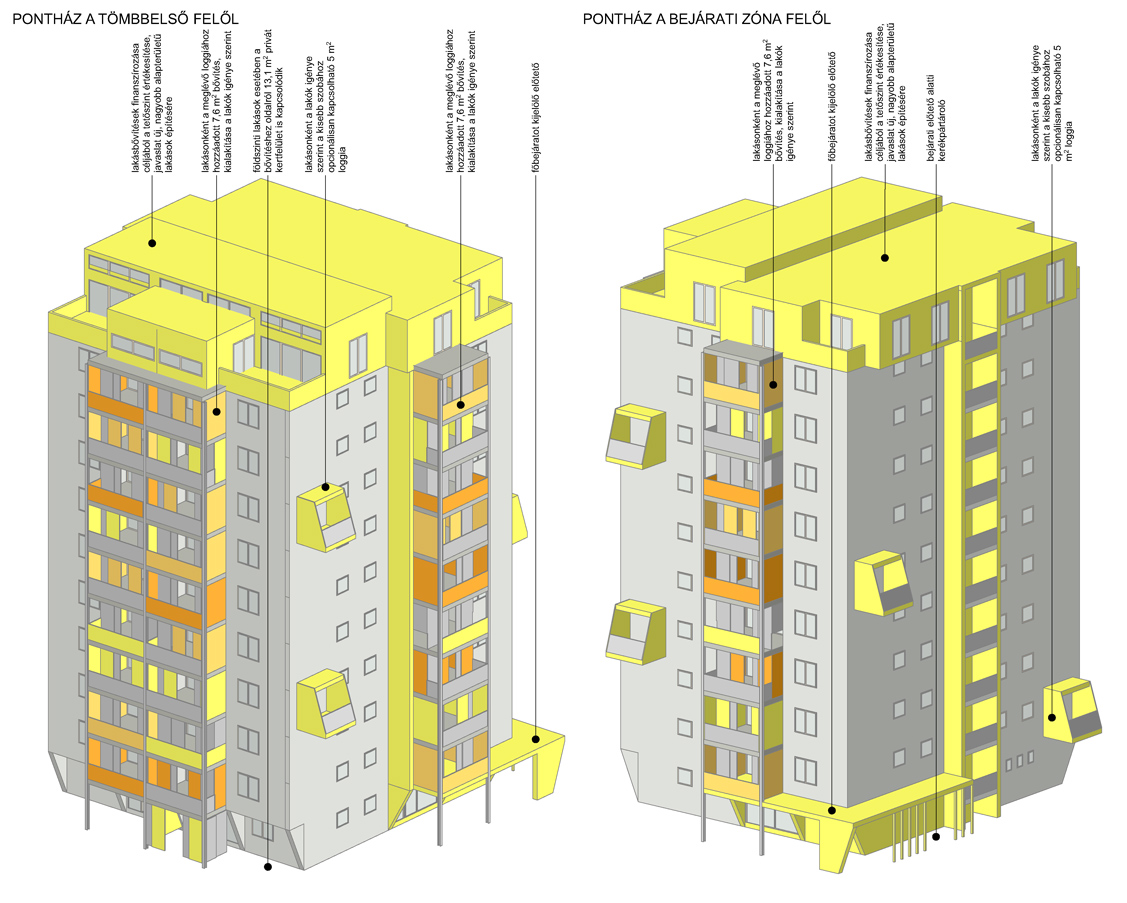 PONTHÁZ A TÖMBBELSŐ FELŐL
lakásbővítések finanszírozása
céljából a tetőszint értékesítése,
javaslat új, nagyobb alapterületű
lakások építésére
lakásonként a meglévő loggiához
hozzáadott 7,6 m² bővítés,
kialakítása a lakók igénye szerint
földszinti lakások esetében a
bővítéshez oldalról 13,1 m² privát
kertfelület is kapcsolódik
lakásonként a lakók igénye
szerint a kisebb szobához
opcionálisan kapcsolható 5 m²
loggia
lakásonként a meglévő loggiához
hozzáadott 7,6 m² bővítés,
kialakítása a lakók igénye szerint
főbejáratot kijelölő előtető
PONTHÁZ A BEJÁRATI ZÓNA FELŐL
lakásonként a meglévő
loggiához hozzáadott 7,6 m²
bővítés, kialakítása a lakók
igénye szerint
főbejáratot kijelölő előtető
lakásbővítések finanszírozása
céljából a tetőszint értékesítése,
javaslat új, nagyobb alapterületű
lakások építésére
bejárati előtető alatti
kerékpártároló
lakásonként a lakók igénye
szerint a kisebb szobához
opcionálisan kapcsolható 5
m² loggia